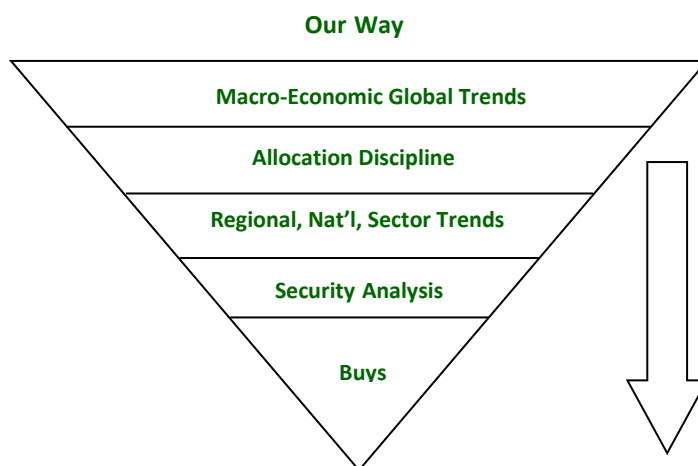 Our Way
Macro-Economic Global Trends
Allocation Discipline
Regional, Nat’l, Sector Trends
Security Analysis
Buys